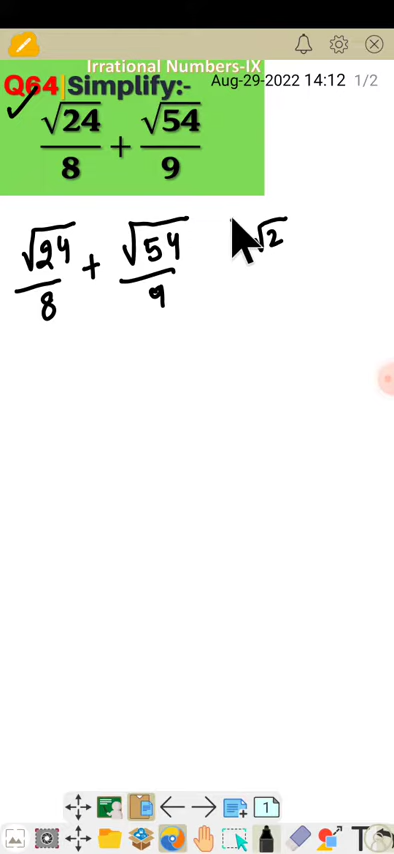 Irrational Numbers-IX
Q64|Simplify:- Aug-29-2022 14:12 1/2
√24/8 + √54/9
√24/8 + √54/9 √2
1
T